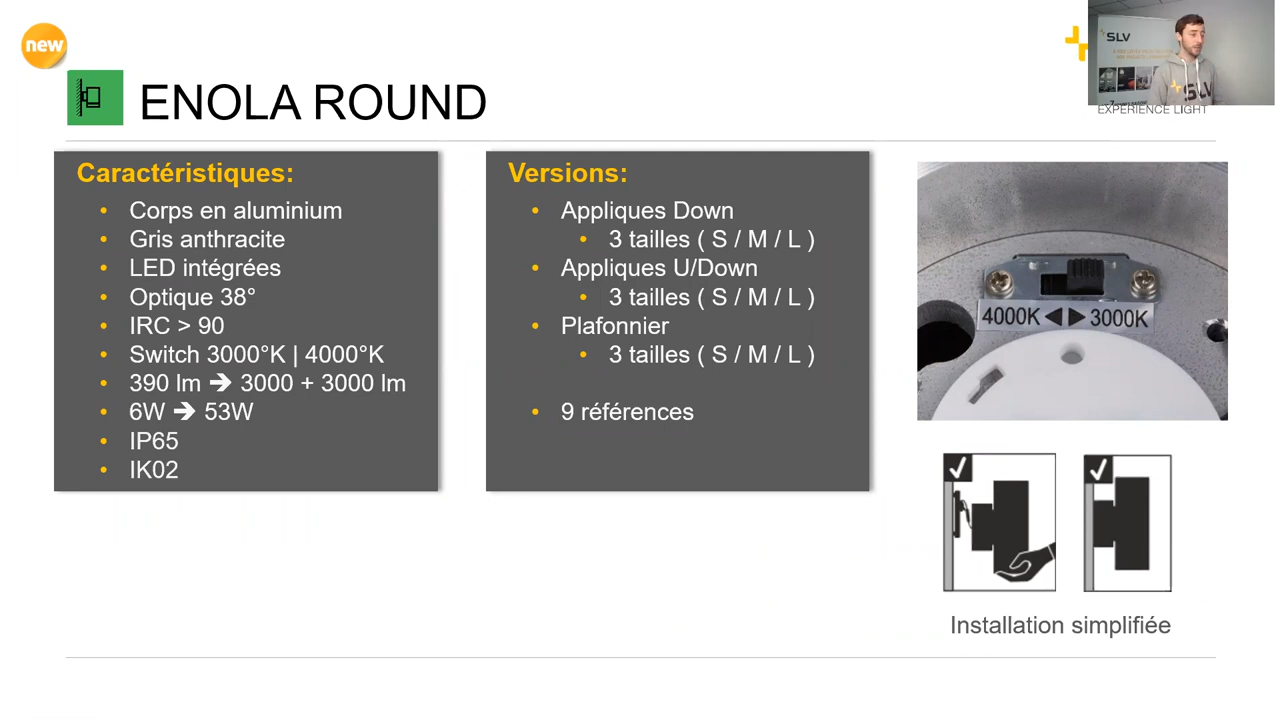 new
SLV
SLV
EXPERIENCE LIGHT
ENOLA ROUND
Caractéristiques:
• Corps en aluminium
• Gris anthracite
• LED intégrées
• Optique 38°
• IRC > 90
• Switch 3000°K | 4000°K
• 390 lm ➔ 3000 + 3000 lm
• 6W ➔ 53W
• IP65
• IK02
Versions:
• Appliques Down
• 3 tailles ( S / M / L )
• Appliques U/Down
• 3 tailles ( S / M / L )
• Plafonnier
• 3 tailles ( S / M / L )
• 9 références
4000K ◀▶ 3000K
Installation simplifiée